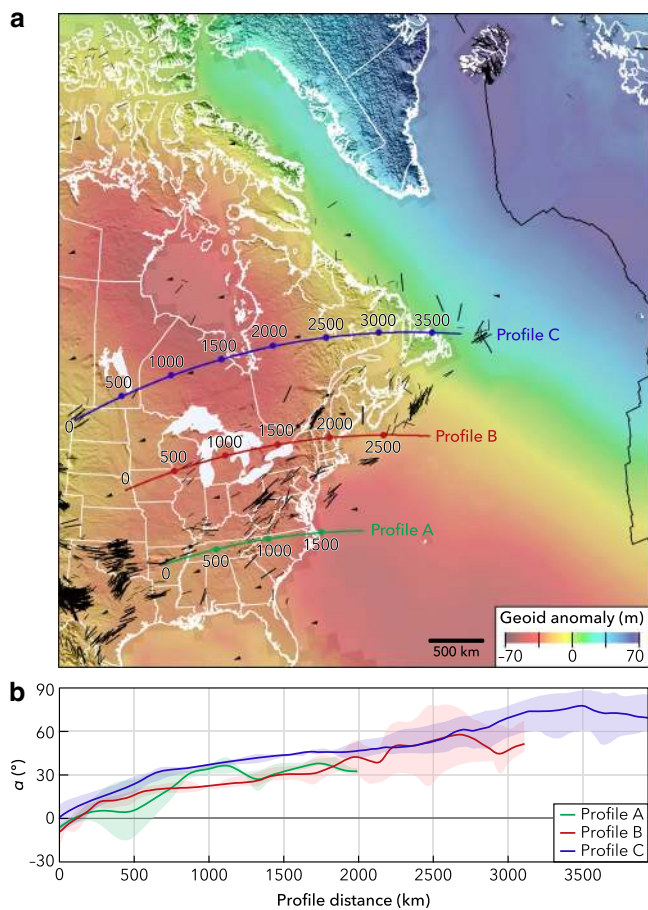 a
0
500
1000
1500
2000
2500
3000
3500
Profile C
0
500
1000
1500
2000
2500
Profile B
0
500
1000
1500
Profile A
Geoid anomaly (m)
–70 0 70
500 km
b
90
60
30
0
–30
α (°)
0 500 1000 1500 2000 2500 3000 3500
Profile distance (km)
Profile A
Profile B
Profile C